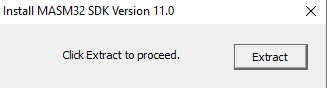 Install MASM32 SDK Version 11.0
Click Extract to proceed.
Extract